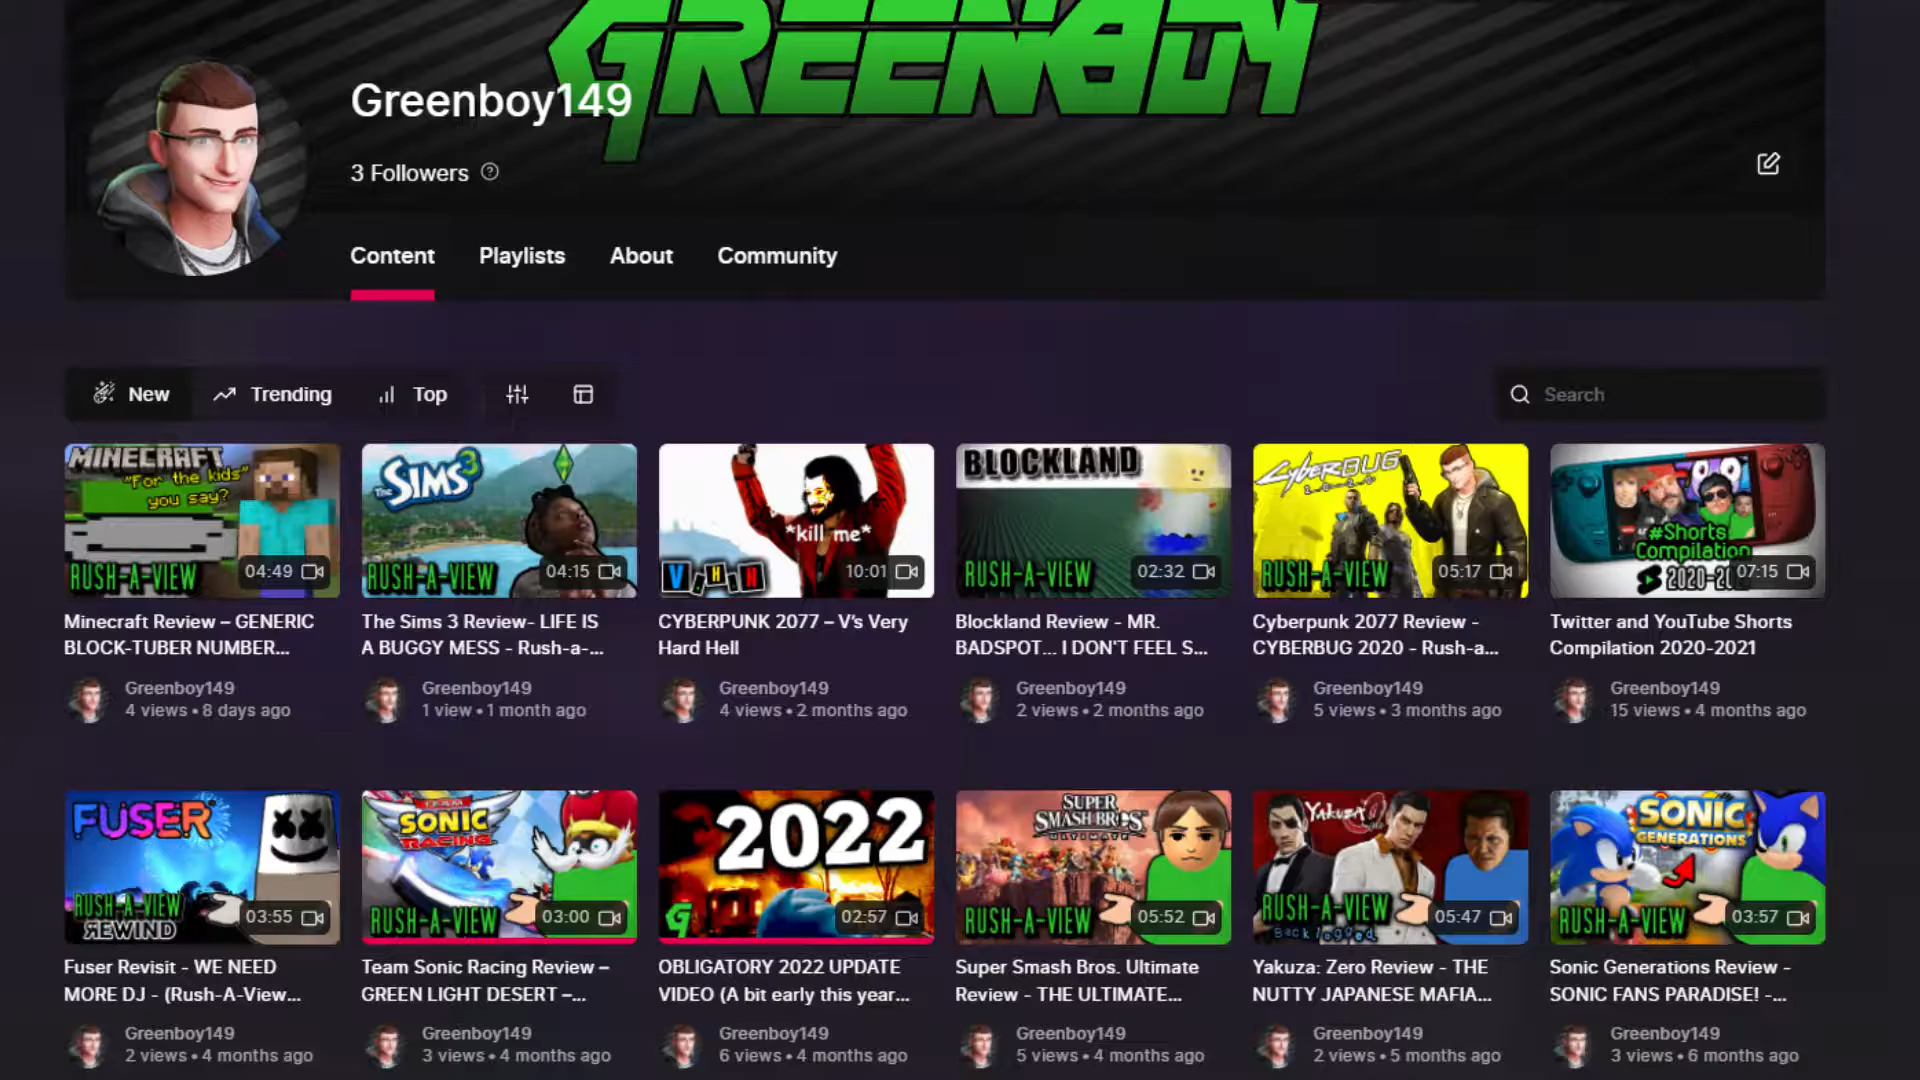 GREENBOY
Greenboy149
3 Followers
Content Playlists About Community
New Trending Top
Search
MINECRAFT
"For the kids"
you say?
RUSH-A-VIEW
04:49
The SIMS 3
RUSH-A-VIEW
04:15
*kill me*
V.H.H
10:01
BLOCKLAND
RUSH-A-VIEW
02:32
CyberBUG
2.0.2.0
RUSH-A-VIEW
05:17
#Shorts
Compilation
2020-20
07:15
Minecraft Review – GENERIC
BLOCK-TUBER NUMBER...
Greenboy149
4 views • 8 days ago
The Sims 3 Review- LIFE IS
A BUGGY MESS - Rush-a-...
Greenboy149
1 view • 1 month ago
CYBERPUNK 2077 – V's Very
Hard Hell
Greenboy149
4 views • 2 months ago
Blockland Review - MR.
BADSPOT... I DON'T FEEL S...
Greenboy149
2 views • 2 months ago
Cyberpunk 2077 Review -
CYBERBUG 2020 - Rush-a...
Greenboy149
5 views • 3 months ago
Twitter and YouTube Shorts
Compilation 2020-2021
Greenboy149
15 views • 4 months ago
FUSER
RUSH-A-VIEW
REWIND
03:55
TEAM
SONIC
RACING
RUSH-A-VIEW
03:00
2022
G
02:57
SUPER
SMASH BROS
ULTIMATE
RUSH-A-VIEW
05:52
Yakuza 0
RUSH-A-VIEW
Backlogged
05:47
SONIC
GENERATIONS
RUSH-A-VIEW
03:57
Fuser Revisit - WE NEED
MORE DJ - (Rush-A-View...
Greenboy149
2 views • 4 months ago
Team Sonic Racing Review –
GREEN LIGHT DESERT –...
Greenboy149
3 views • 4 months ago
OBLIGATORY 2022 UPDATE
VIDEO (A bit early this year...
Greenboy149
6 views • 4 months ago
Super Smash Bros. Ultimate
Review - THE ULTIMATE...
Greenboy149
5 views • 4 months ago
Yakuza: Zero Review - THE
NUTTY JAPANESE MAFIA...
Greenboy149
2 views • 5 months ago
Sonic Generations Review -
SONIC FANS PARADISE! -...
Greenboy149
3 views • 6 months ago